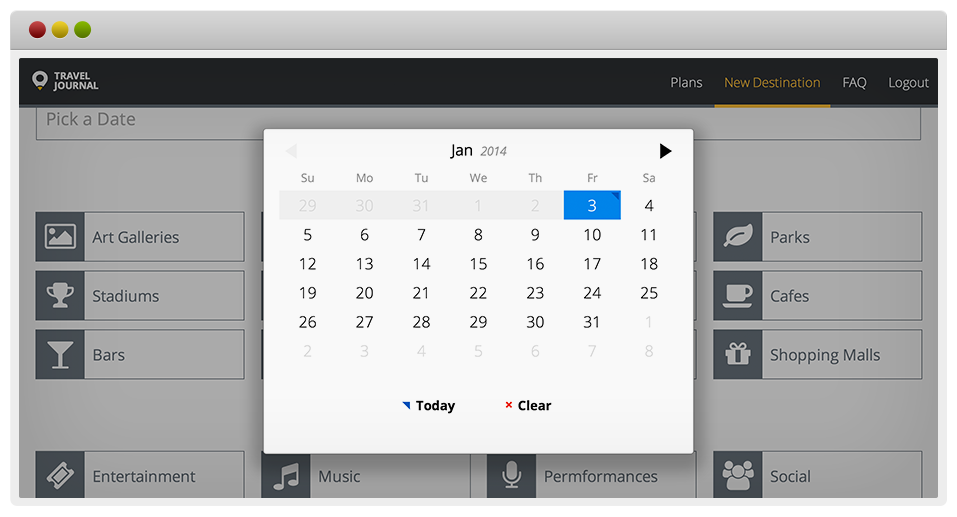 TRAVEL
JOURNAL
Plans New Destination FAQ Logout
Pick a Date
Jan 2014
Su Mo Tu We Th Fr Sa
29 30 31 1 2 3 4
5 6 7 8 9 10 11
12 13 14 15 16 17 18
19 20 21 22 23 24 25
26 27 28 29 30 31 1
2 3 4 5 6 7 8
Today × Clear
Art Galleries Parks
Stadiums Cafes
Bars Shopping Malls
Entertainment Music Permformances Social